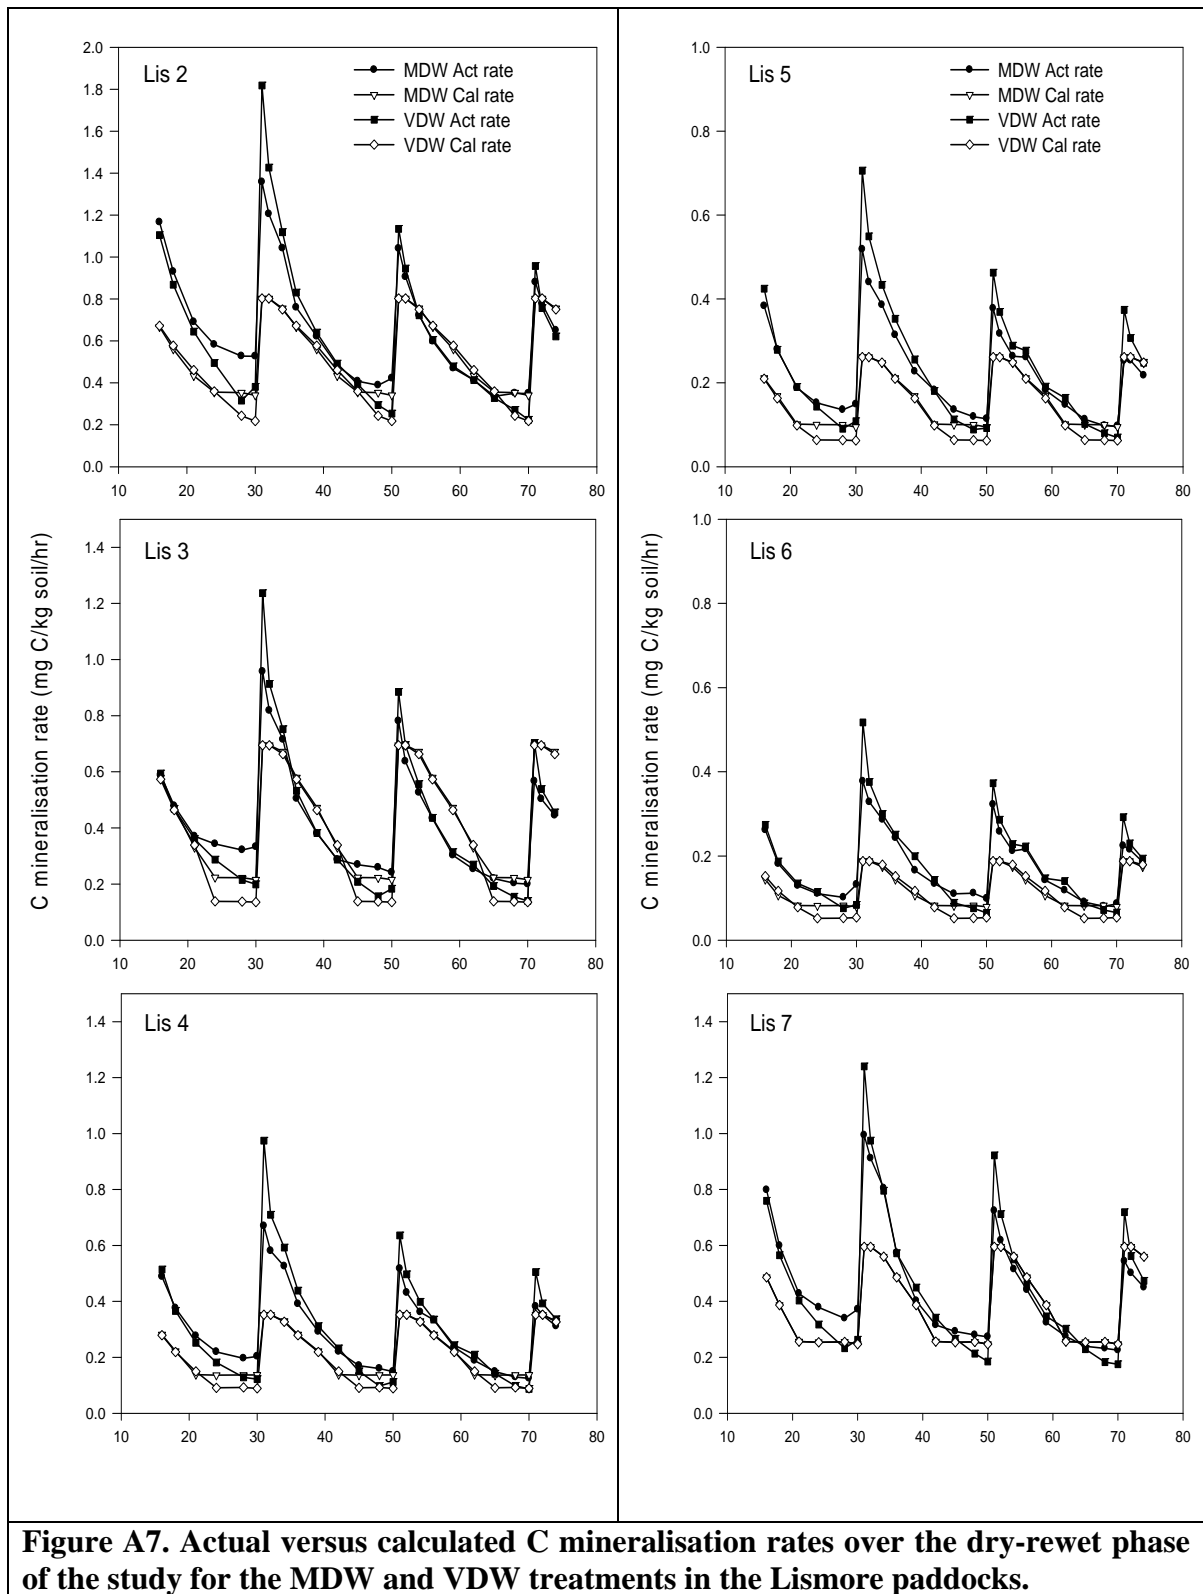 2.0
1.8
1.6
1.4
1.2
1.0
0.8
0.6
0.4
0.2
0.0
Lis 2
MDW Act rate
MDW Cal rate
VDW Act rate
VDW Cal rate
10 20 30 40 50 60 70 80
1.4
1.2
1.0
0.8
0.6
0.4
0.2
0.0
Lis 3
10 20 30 40 50 60 70 80
C mineralisation rate (mg C/kg soil/hr)
1.4
1.2
1.0
0.8
0.6
0.4
0.2
0.0
Lis 4
10 20 30 40 50 60 70 80
1.0
0.8
0.6
0.4
0.2
0.0
Lis 5
MDW Act rate
MDW Cal rate
VDW Act rate
VDW Cal rate
10 20 30 40 50 60 70 80
1.0
0.8
0.6
0.4
0.2
0.0
Lis 6
10 20 30 40 50 60 70 80
C mineralisation rate (mg C/kg soil/hr)
1.4
1.2
1.0
0.8
0.6
0.4
0.2
0.0
Lis 7
10 20 30 40 50 60 70 80
Figure A7. Actual versus calculated C mineralisation rates over the dry-rewet phase
of the study for the MDW and VDW treatments in the Lismore paddocks.